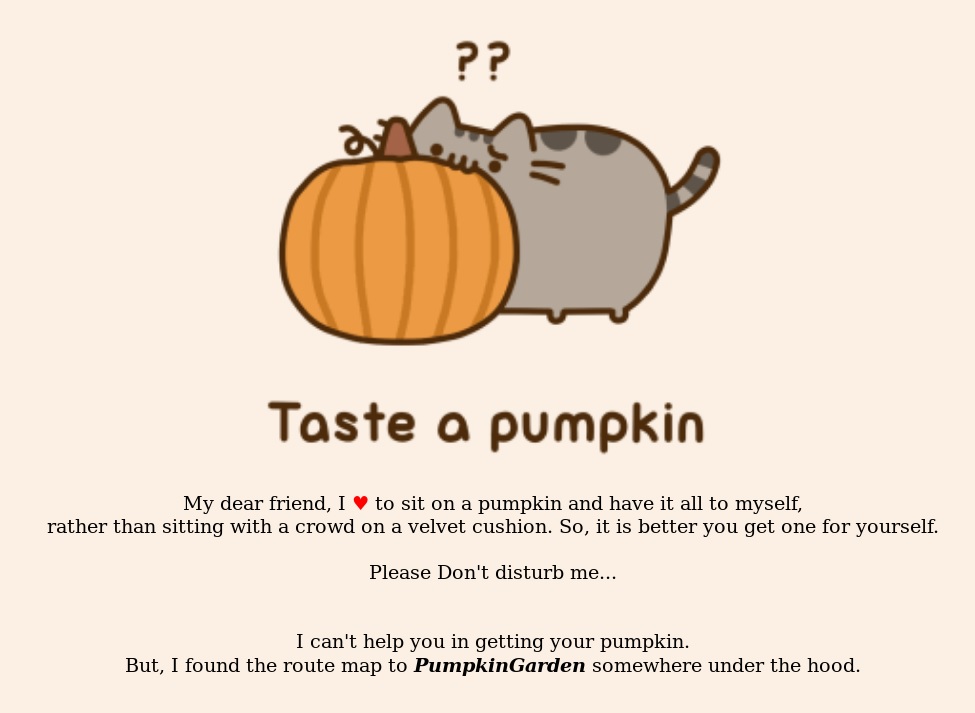 ??
Taste a pumpkin
My dear friend, I ♥ to sit on a pumpkin and have it all to myself,
rather than sitting with a crowd on a velvet cushion. So, it is better you get one for yourself.
Please Don't disturb me...
I can't help you in getting your pumpkin.
But, I found the route map to PumpkinGarden somewhere under the hood.